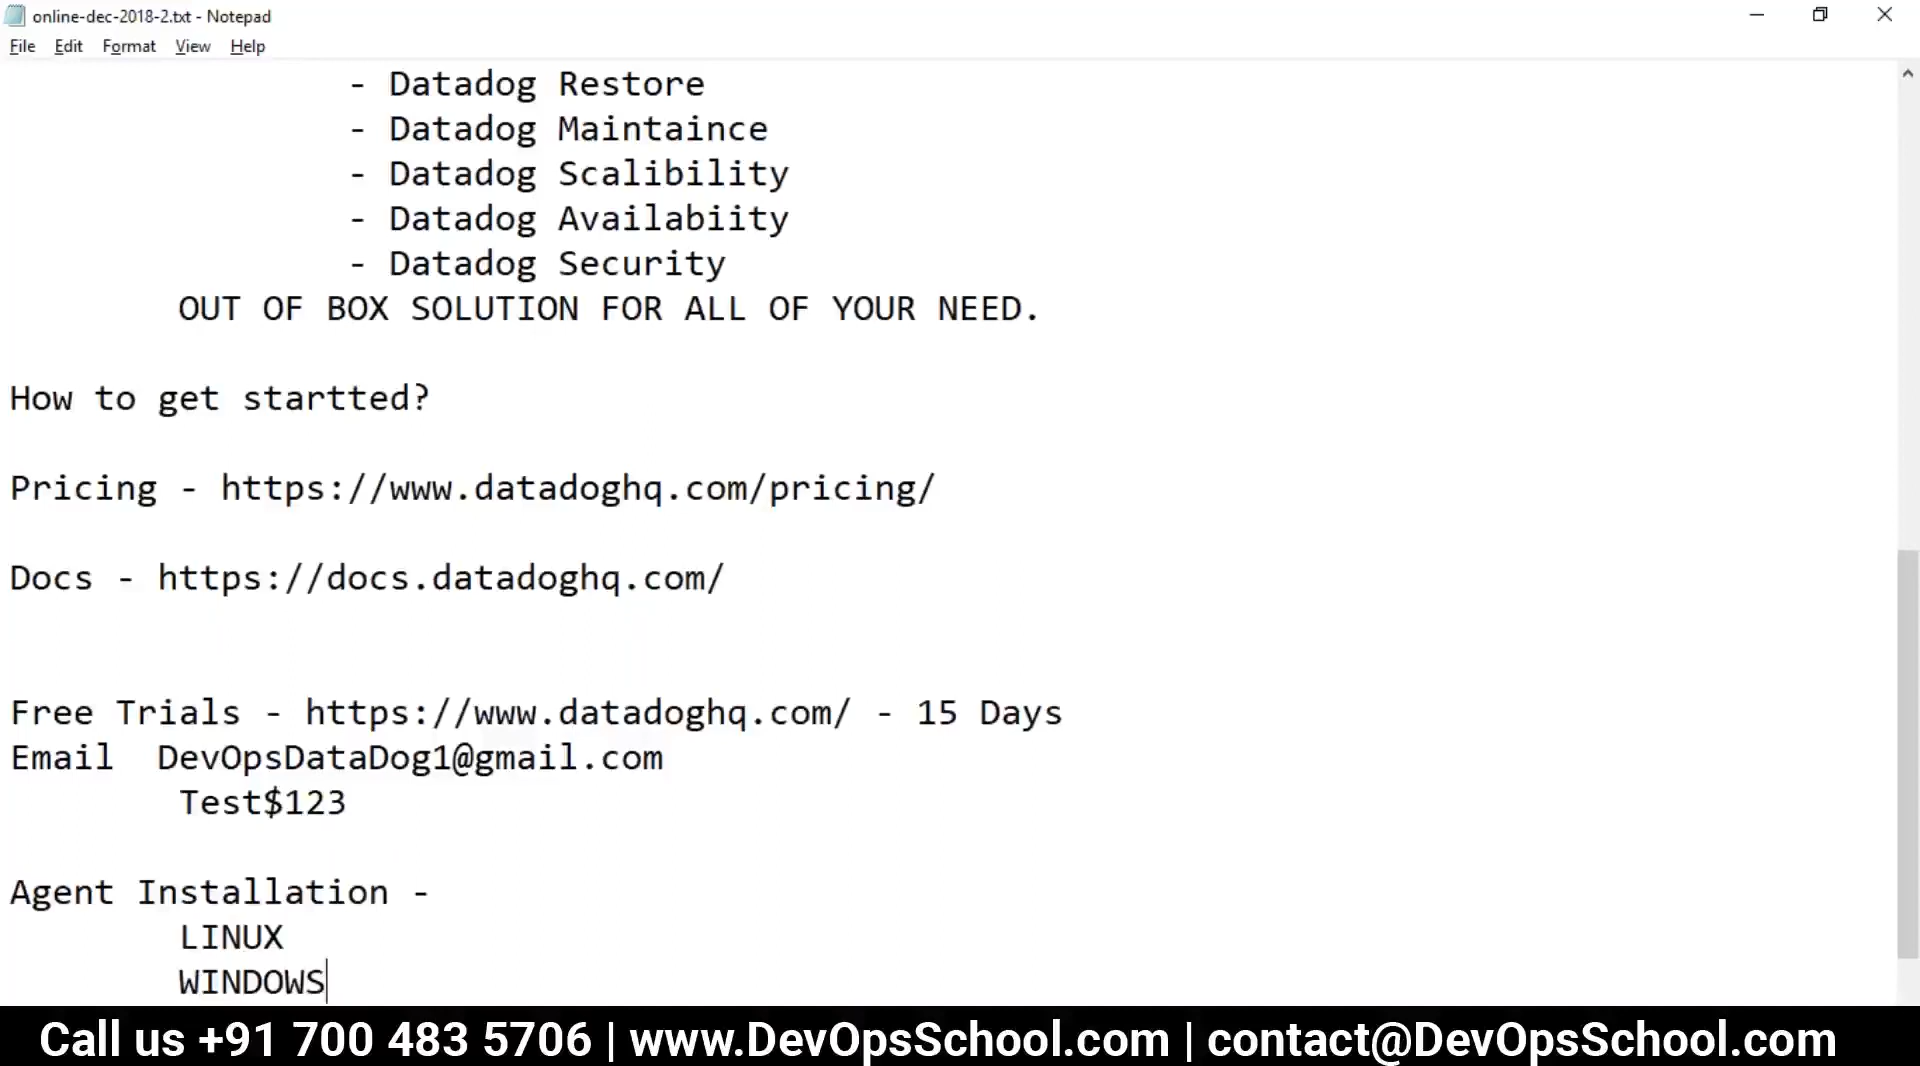 online-dec-2018-2.txt - Notepad
File Edit Format View Help
- Datadog Restore
- Datadog Maintaince
- Datadog Scalibility
- Datadog Availabiity
- Datadog Security
OUT OF BOX SOLUTION FOR ALL OF YOUR NEED.
How to get startted?
Pricing - https://www.datadoghq.com/pricing/
Docs - https://docs.datadoghq.com/
Free Trials - https://www.datadoghq.com/ - 15 Days
Email DevOpsDataDog1@gmail.com
Test$123
Agent Installation -
LINUX
WINDOWS
Call us +91 700 483 5706 | www.DevOpsSchool.com | contact@DevOpsSchool.com